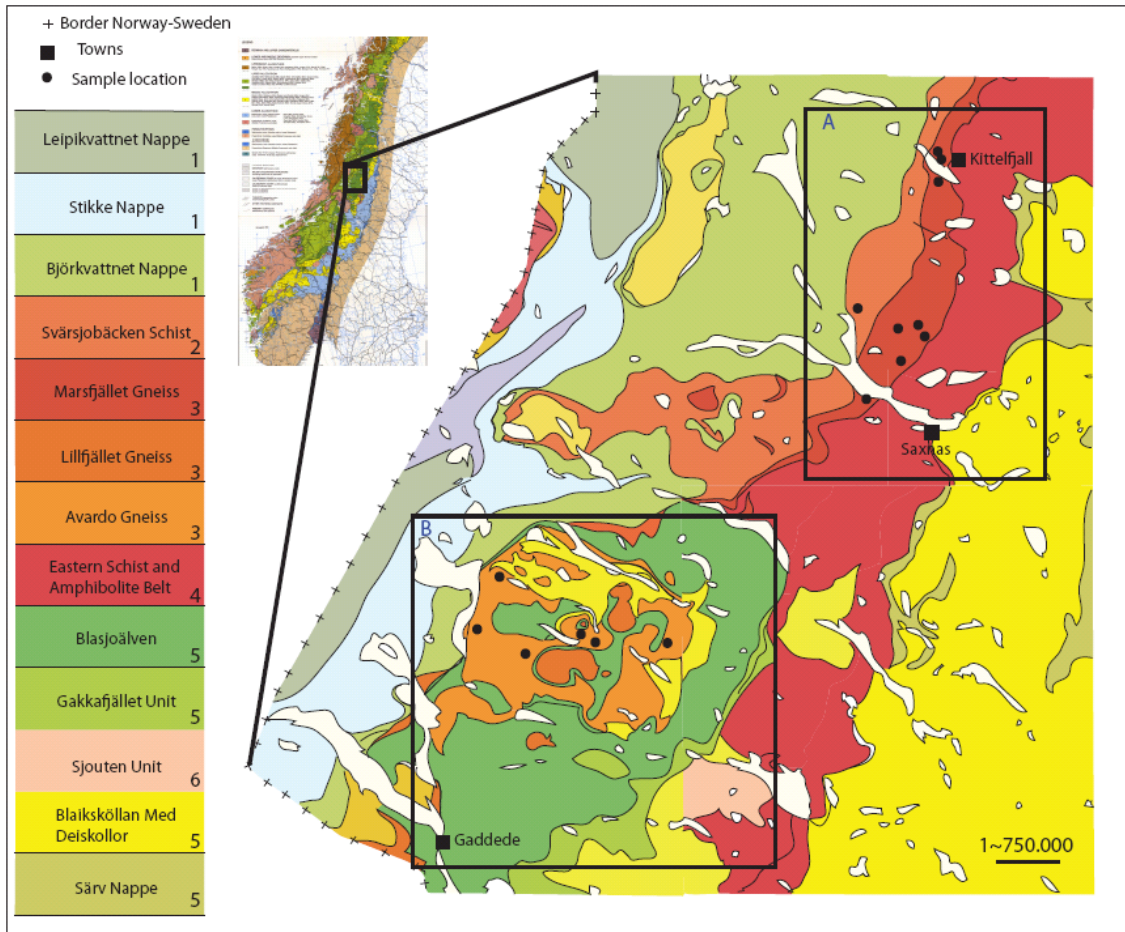 + Border Norway-Sweden
Towns
Sample location
Leipikvattnet Nappe
1
Stikke Nappe
1
Björkvattnet Nappe
1
Svärsjobäcken Schist
2
Marsfjället Gneiss
3
Lillfjället Gneiss
3
Avardo Gneiss
3
Eastern Schist and
Amphibolite Belt
4
Blasjoälven
5
Gakkafjället Unit
5
Sjouten Unit
6
Blaiksköllan Med
Deiskollor
5
Särv Nappe
5
A
Kittelfjall
Saxnas
B
Gaddede
1~750.000